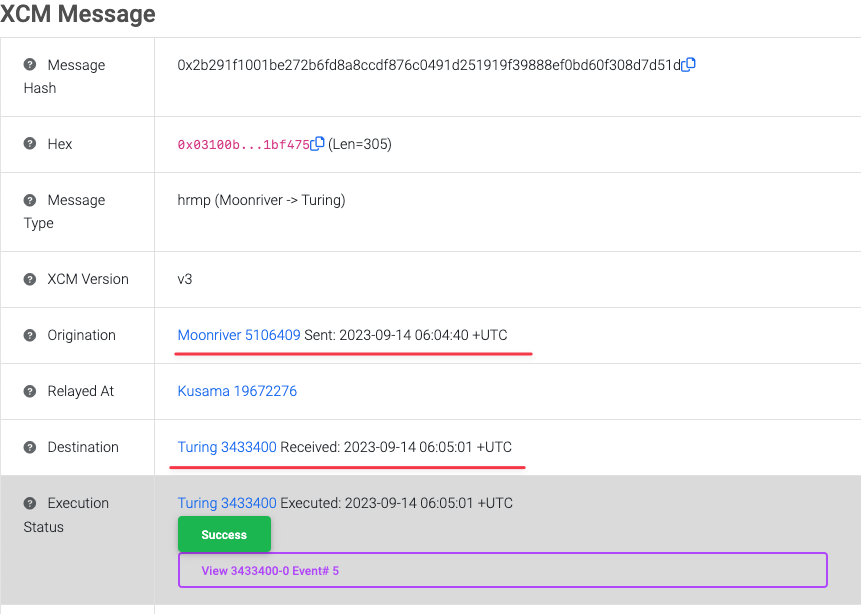 XCM Message
Message Hash
0x2b291f1001be272b6fd8a8ccdf876c0491d251919f39888ef0bd60f308d7d51d
Hex
0x03100b...1bf475 (Len=305)
Message Type
hrmp (Moonriver -> Turing)
XCM Version
v3
Origination
Moonriver 5106409 Sent: 2023-09-14 06:04:40 +UTC
Relayed At
Kusama 19672276
Destination
Turing 3433400 Received: 2023-09-14 06:05:01 +UTC
Execution Status
Turing 3433400 Executed: 2023-09-14 06:05:01 +UTC
Success
View 3433400-0 Event# 5